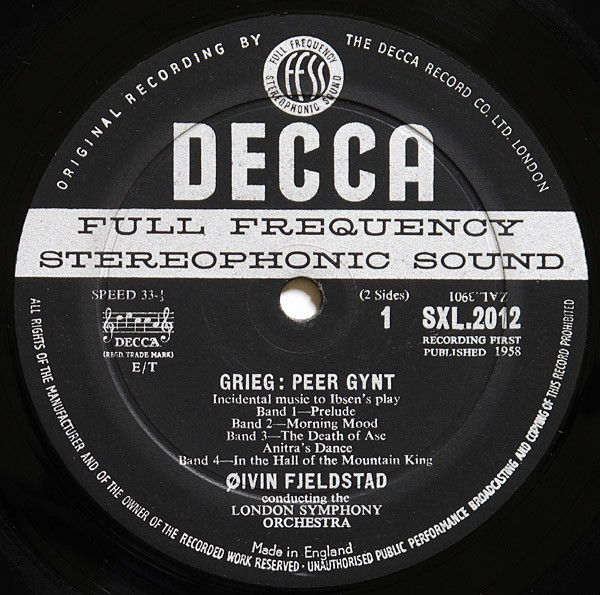 ORIGINAL RECORDING BY THE DECCA RECORD CO. LTD. LONDON
FULL FREQUENCY
ffss
STEREOPHONIC SOUND
DECCA
FULL FREQUENCY
STEREOPHONIC SOUND
SPEED 33-⅓
(2 Sides)
ZAL.3901
1
SXL.2012
DECCA
(REGD. TRADE MARK)
E/T
RECORDING FIRST
PUBLISHED 1958
GRIEG: PEER GYNT
Incidental music to Ibsen's play
Band 1—Prelude
Band 2—Morning Mood
Band 3—The Death of Ase
Anitra's Dance
Band 4—In the Hall of the Mountain King
ØIVIN FJELDSTAD
conducting the
LONDON SYMPHONY
ORCHESTRA
Made in England
ALL RIGHTS OF THE MANUFACTURER AND OF THE OWNER OF THE RECORDED WORK RESERVED · UNAUTHORISED PUBLIC PERFORMANCE BROADCASTING, AND COPYING OF THIS RECORD PROHIBITED